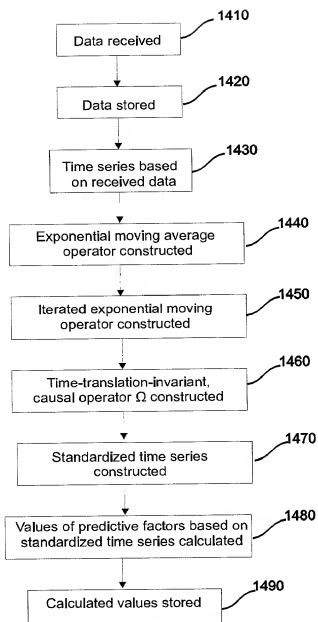 1410
Data received
1420
Data stored
1430
Time series based
on received data
1440
Exponential moving average
operator constructed
1450
Iterated exponential moving
operator constructed
1460
Time-translation-invariant,
causal operator Ω constructed
1470
Standardized time series
constructed
1480
Values of predictive factors based on
standardized time series calculated
1490
Calculated values stored